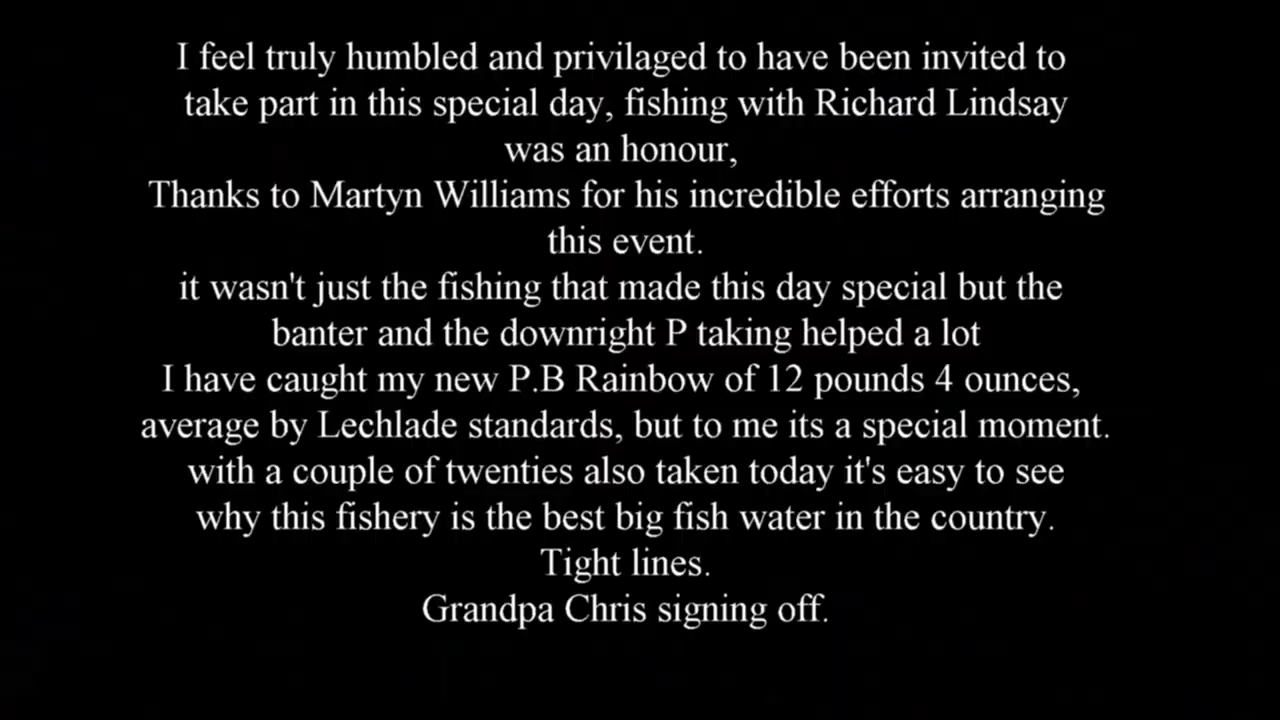 I feel truly humbled and privilaged to have been invited to
take part in this special day, fishing with Richard Lindsay
was an honour,
Thanks to Martyn Williams for his incredible efforts arranging
this event.
it wasn't just the fishing that made this day special but the
banter and the downright P taking helped a lot
I have caught my new P.B Rainbow of 12 pounds 4 ounces,
average by Lechlade standards, but to me its a special moment.
with a couple of twenties also taken today it's easy to see
why this fishery is the best big fish water in the country.
Tight lines.
Grandpa Chris signing off.